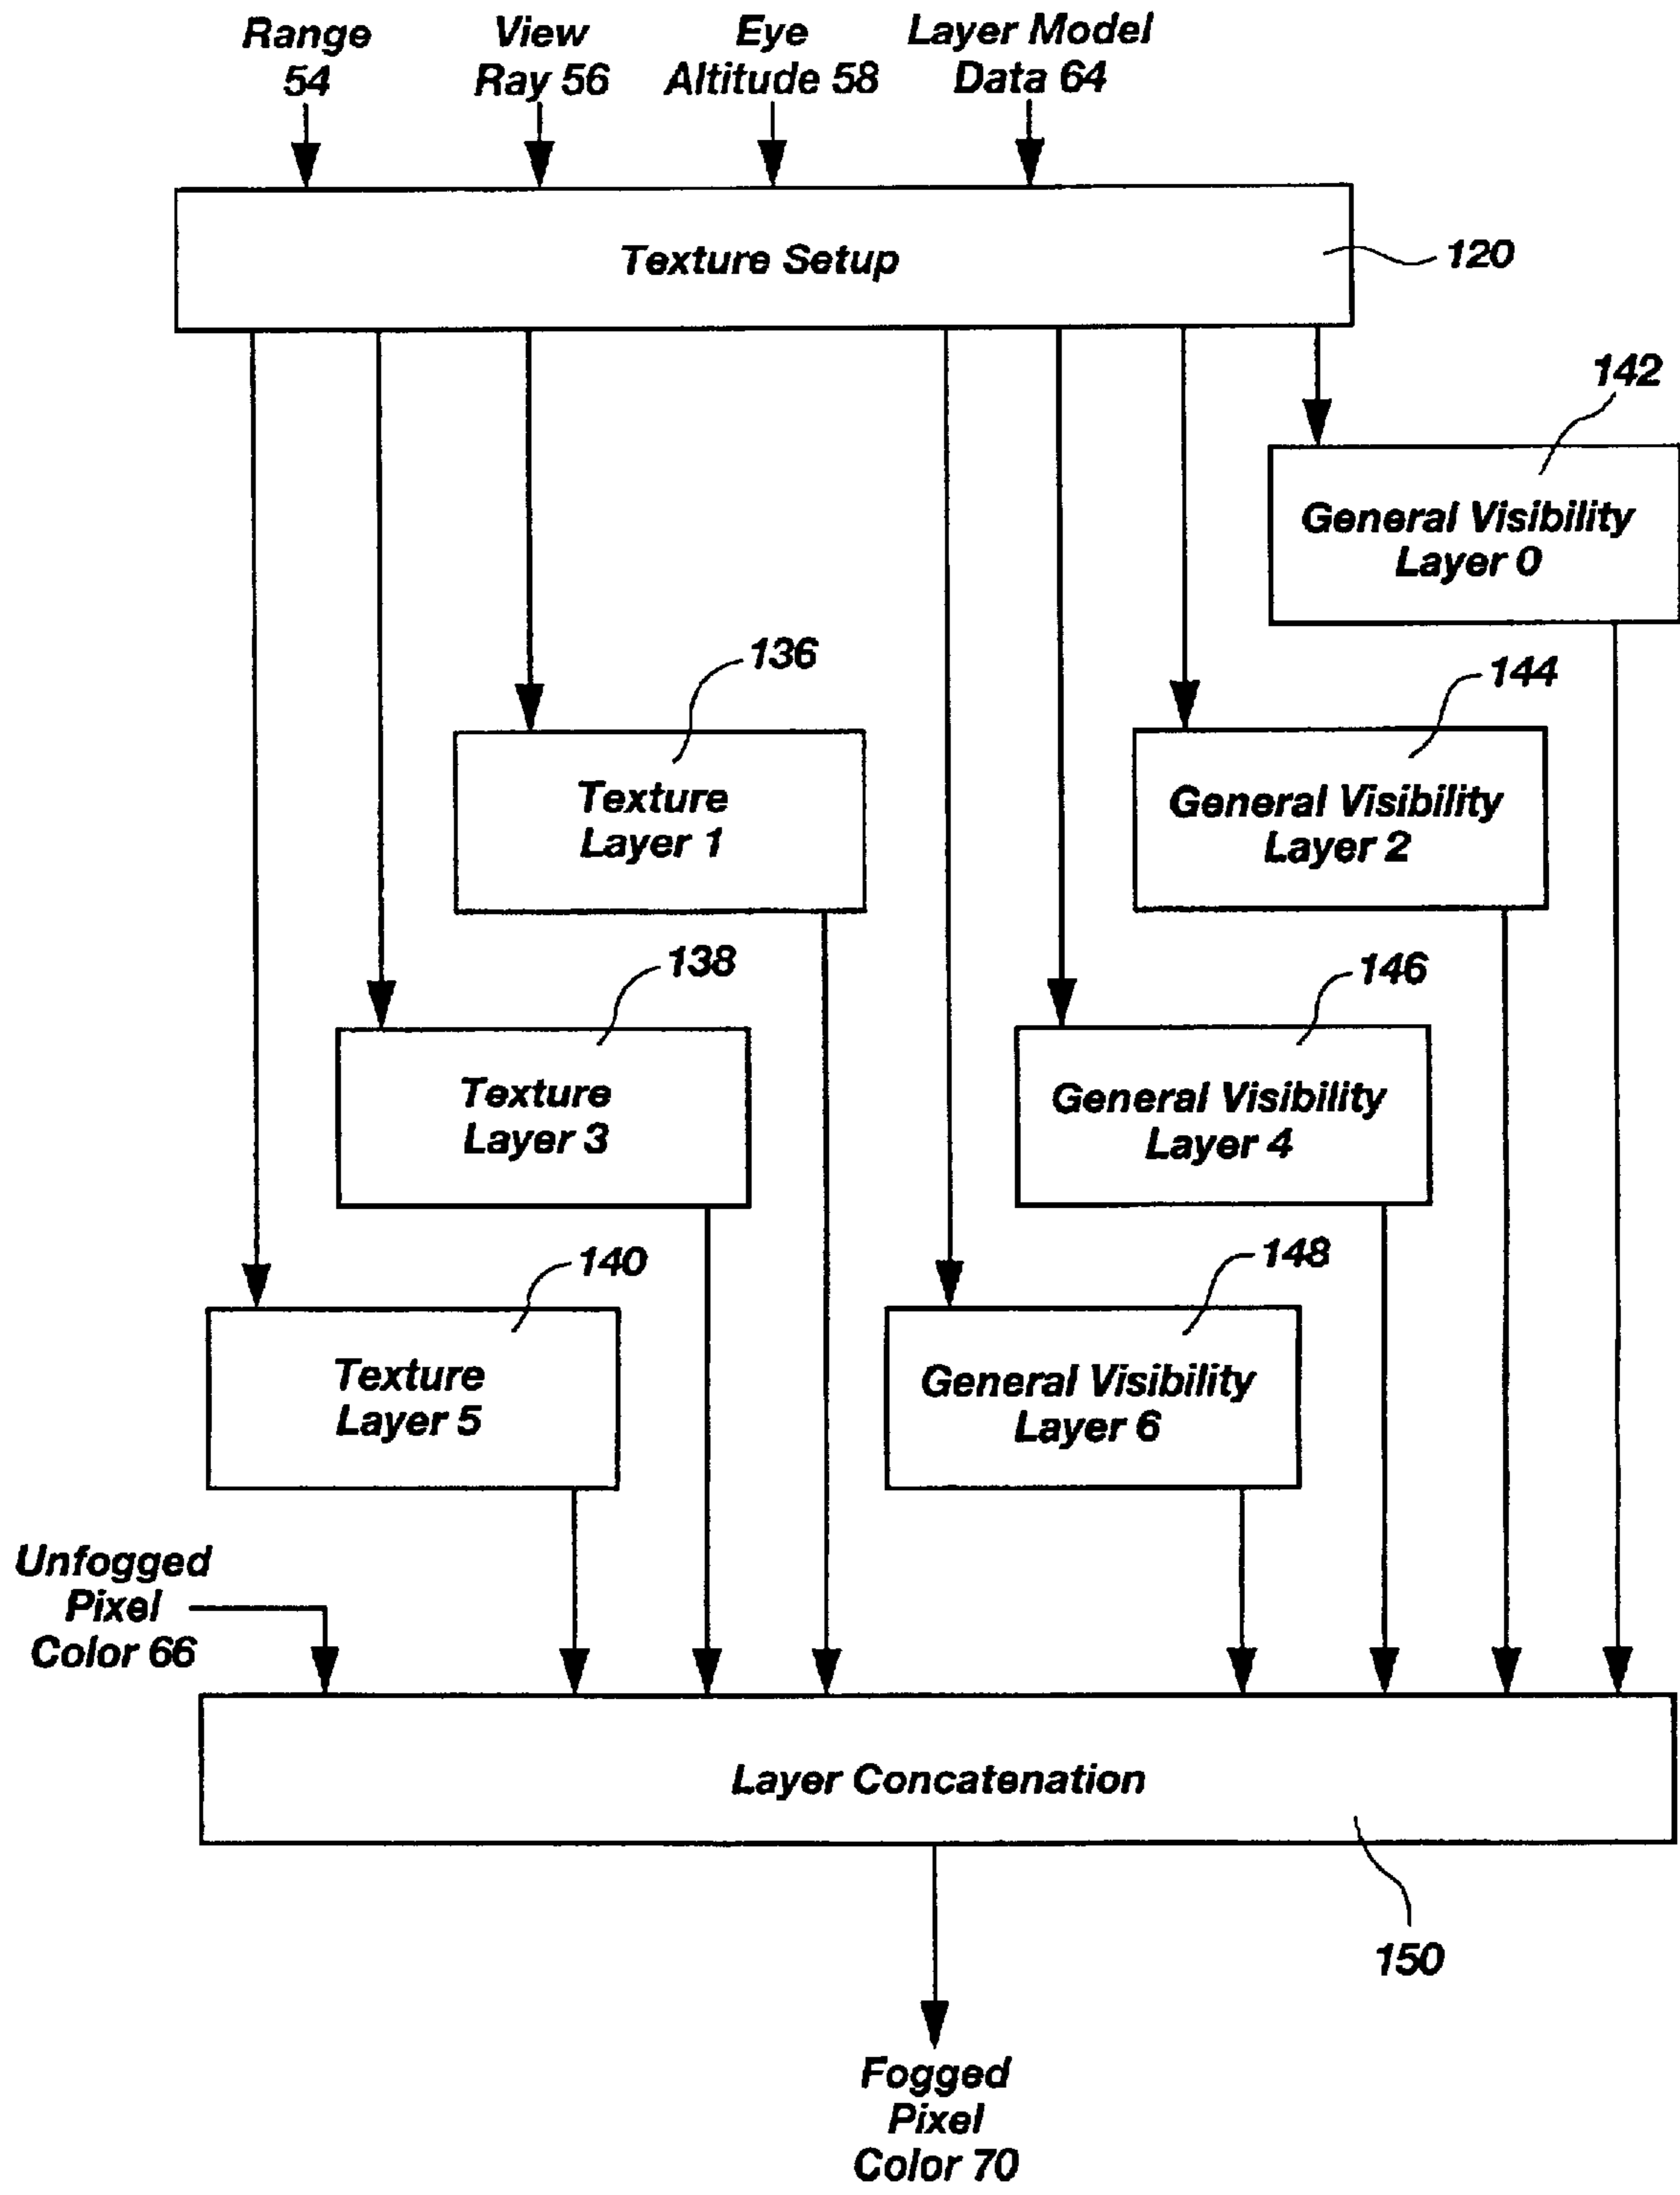 Range
54
View
Ray 56
Eye
Altitude 58
Layer Model
Data 64
Texture Setup
120
142
General Visibility
Layer 0
136
144
Texture
Layer 1
General Visibility
Layer 2
138
146
Texture
Layer 3
General Visibility
Layer 4
140
148
Texture
Layer 5
General Visibility
Layer 6
Unfogged
Pixel
Color 66
Layer Concatenation
150
Fogged
Pixel
Color 70